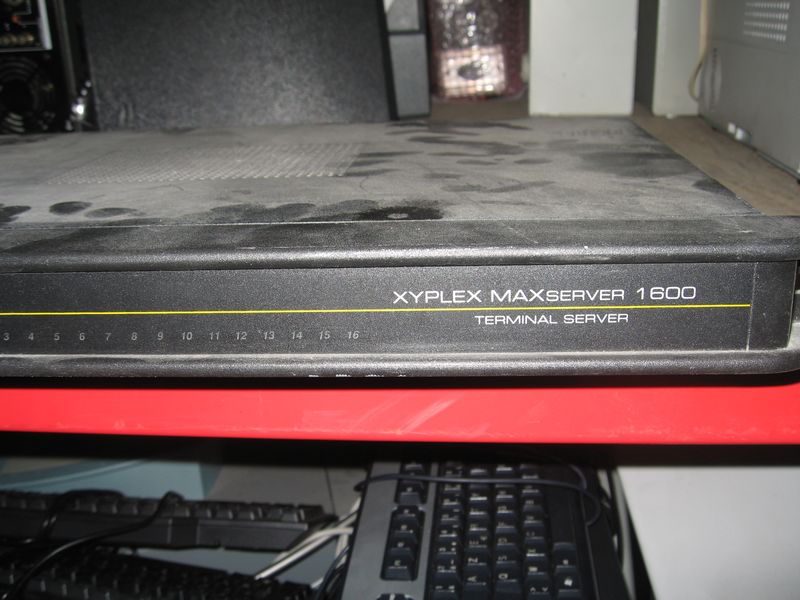 XYPLEX MAXSERVER 1600
TERMINAL SERVER
3 4 5 6 7 8 9 10 11 12 13 14 15 16